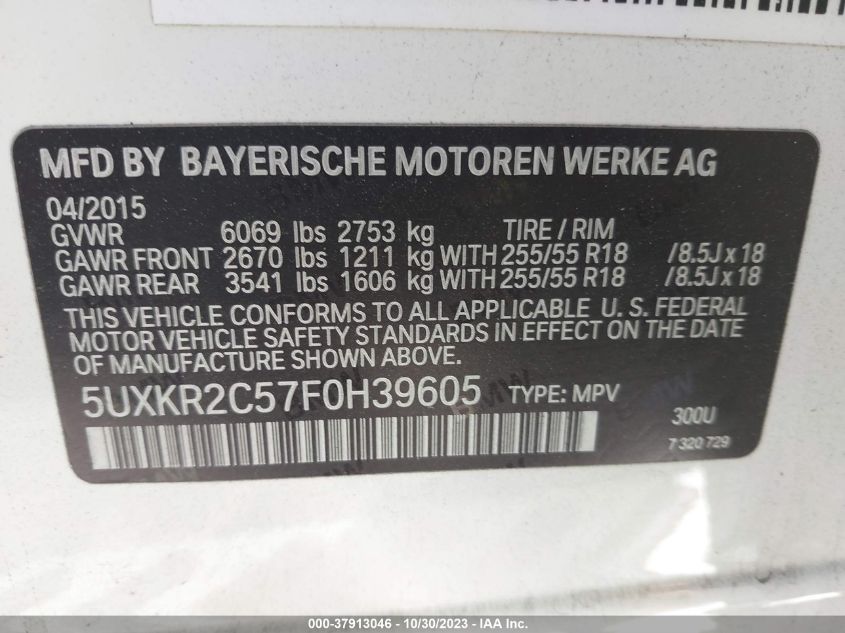 MFD BY BAYERISCHE MOTOREN WERKE AG
04/2015
GVWR 6069 lbs 2753 kg TIRE / RIM
GAWR FRONT 2670 lbs 1211 kg WITH 255/55 R18 /8.5J x 18
GAWR REAR 3541 lbs 1606 kg WITH 255/55 R18 /8.5J x 18
THIS VEHICLE CONFORMS TO ALL APPLICABLE U. S. FEDERAL
MOTOR VEHICLE SAFETY STANDARDS IN EFFECT ON THE DATE
OF MANUFACTURE SHOWN ABOVE.
5UXKR2C57F0H39605 TYPE: MPV
300U
7 320 729
000-37913046 - 10/30/2023 - IAA Inc.